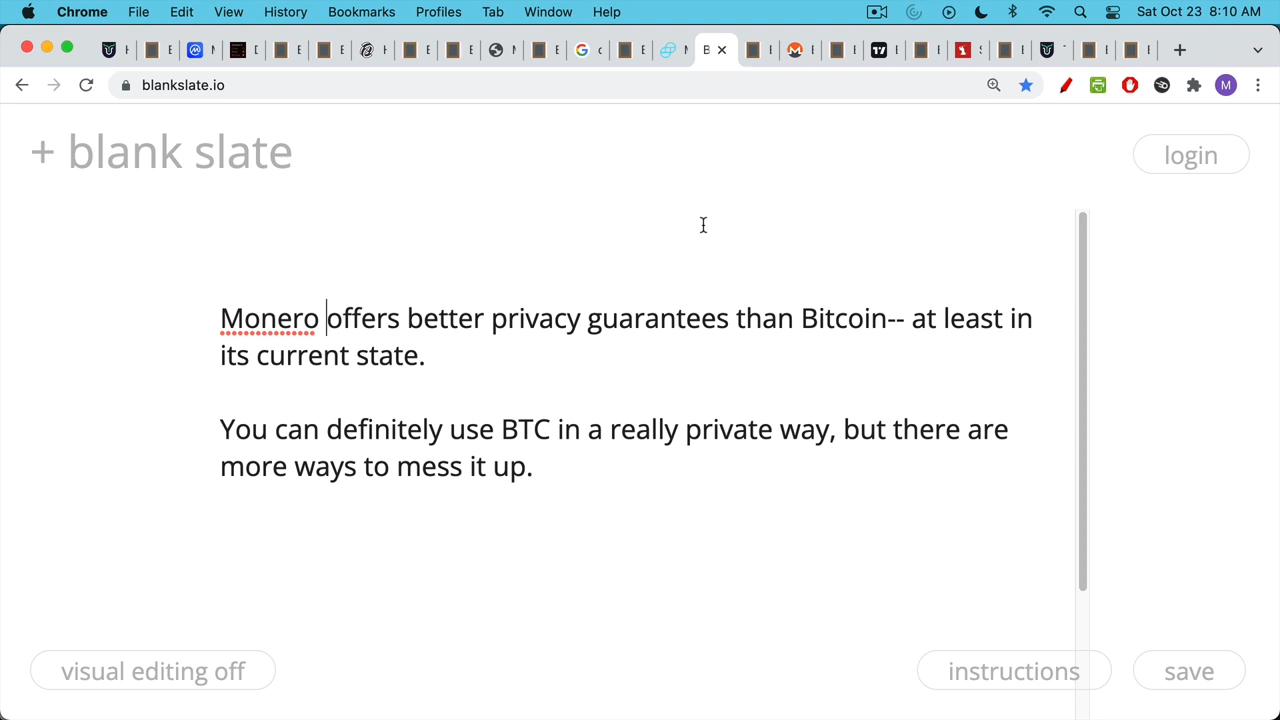 Chrome File Edit View History Bookmarks Profiles Tab Window Help Sat Oct 23 8:10 AM
blankslate.io M
+ blank slate
login
Monero offers better privacy guarantees than Bitcoin-- at least in
its current state.
You can definitely use BTC in a really private way, but there are
more ways to mess it up.
visual editing off
instructions
save